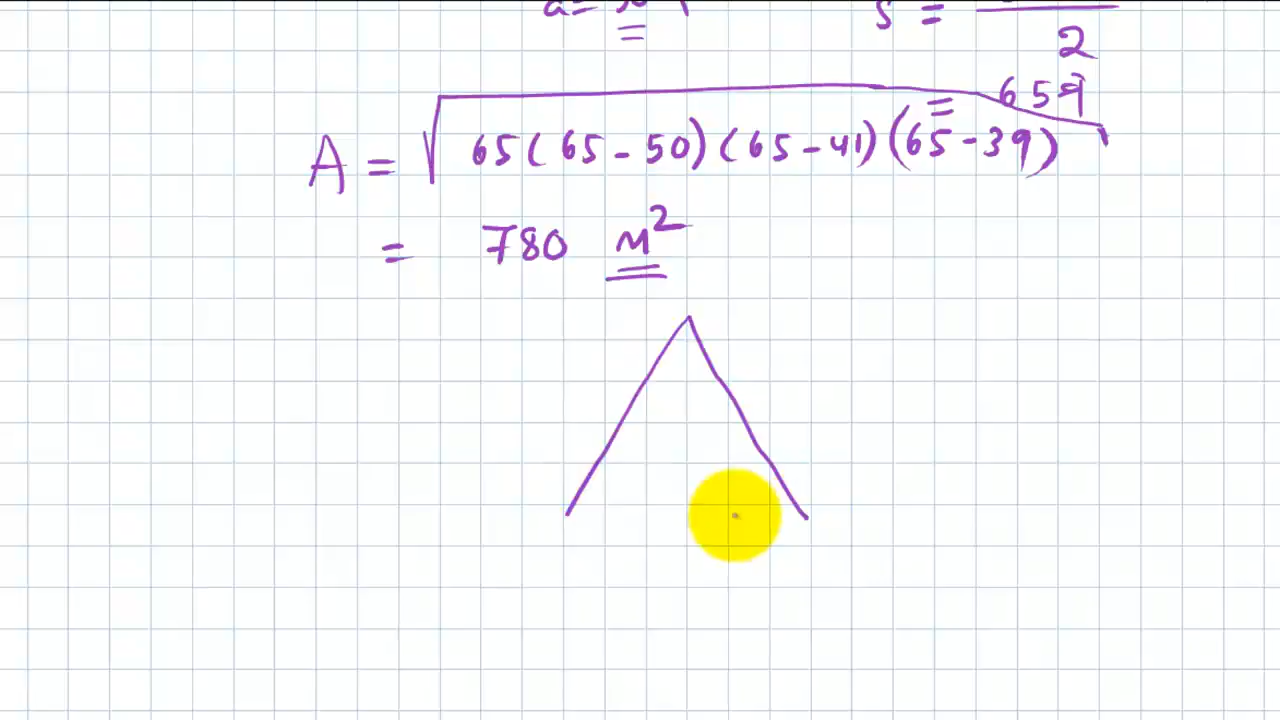 s =
2
= 65
A = √65(65-50)(65-41)(65-39)
= 780 M²